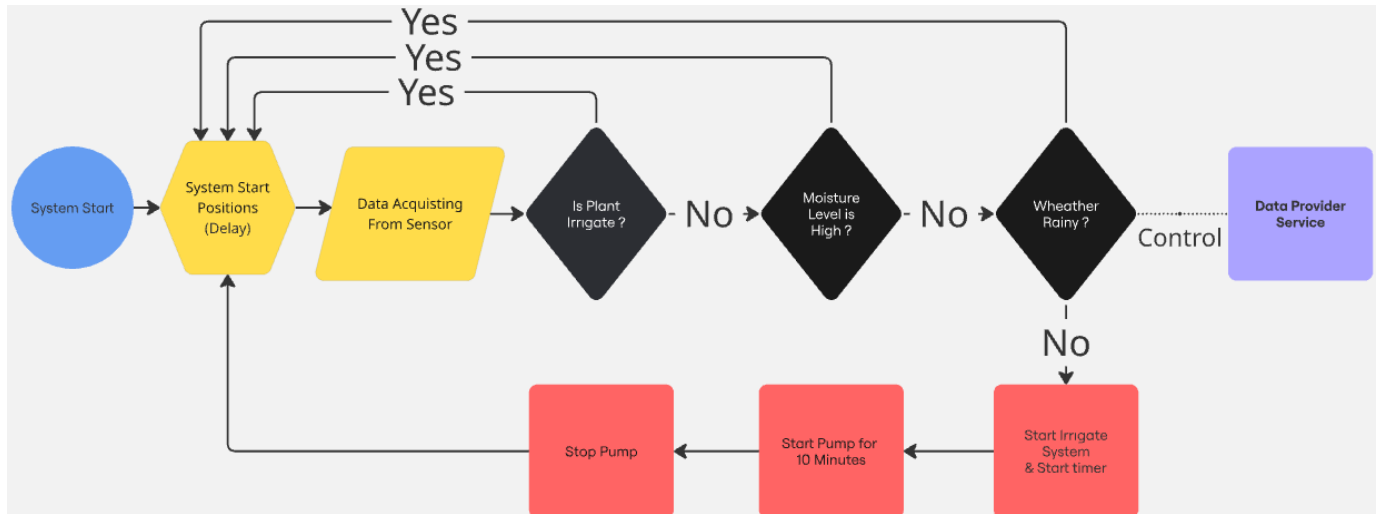 Yes
Yes
Yes
System Start
System Start
Positions
(Delay)
Data Acquisting
From Sensor
Is Plant
Irrigate ?
No
Moisture
Level is
High ?
No
Wheather
Rainy ?
Control
Data Provider
Service
No
Stop Pump
Start Pump for
10 Minutes
Start Irrigate
System
& Start timer